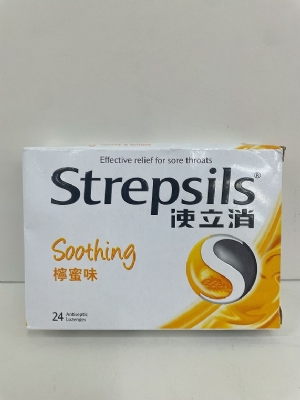 Effective relief for sore throats
Strepsils®
使立消
Soothing
檸蜜味
24 Antiseptic
Lozenges